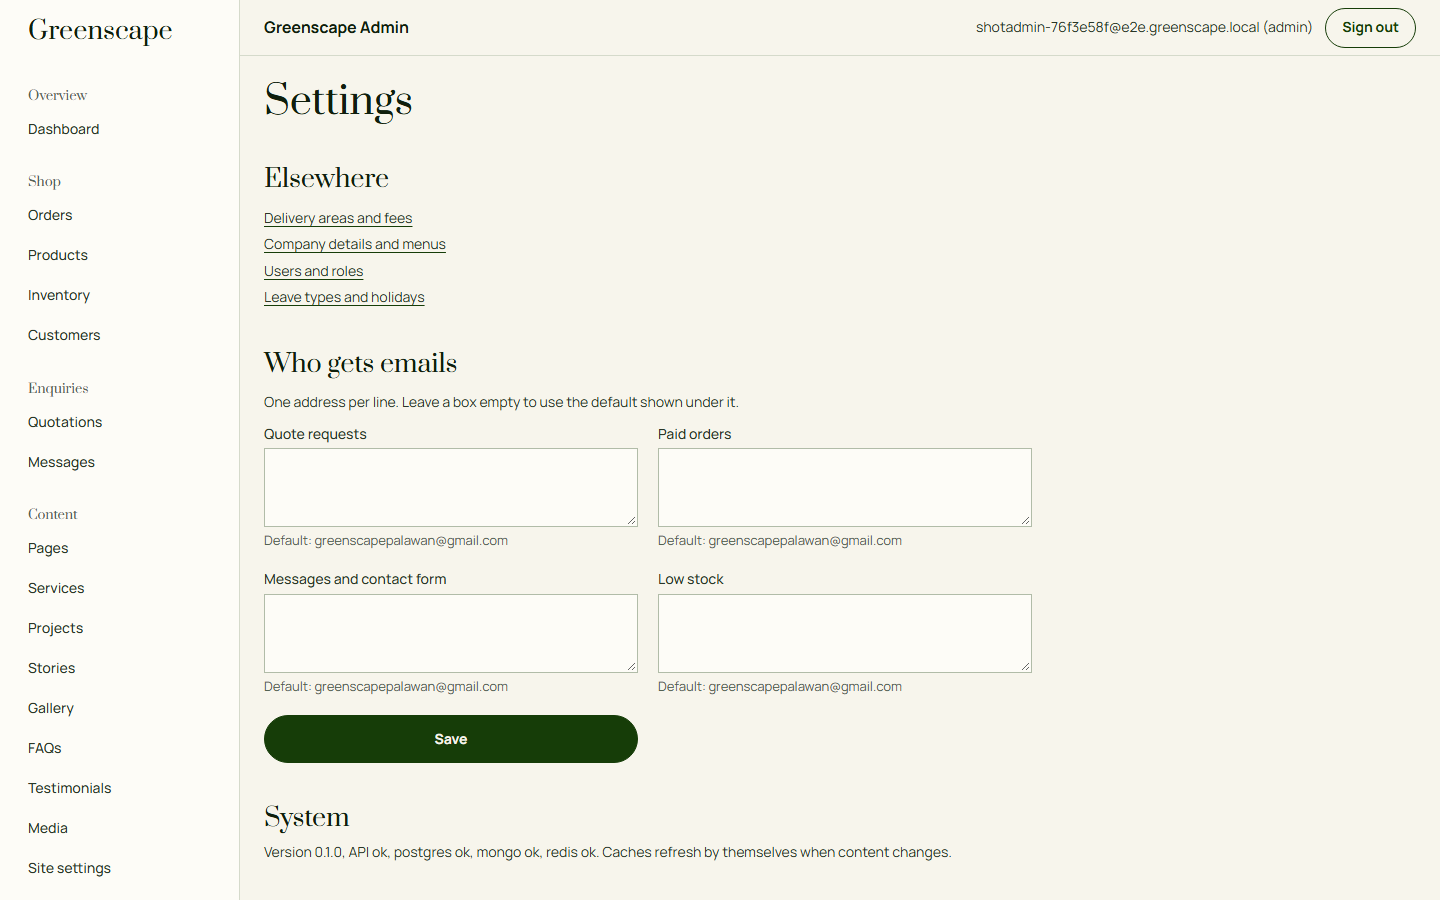 Greenscape
Overview
Dashboard
Shop
Orders
Products
Inventory
Customers
Enquiries
Quotations
Messages
Content
Pages
Services
Projects
Stories
Gallery
FAQs
Testimonials
Media
Site settings
Greenscape Admin
shotadmin-76f3e58f@e2e.greenscape.local (admin)
Sign out
Settings
Elsewhere
Delivery areas and fees
Company details and menus
Users and roles
Leave types and holidays
Who gets emails
One address per line. Leave a box empty to use the default shown under it.
Quote requests
Paid orders
Default: greenscapepalawan@gmail.com
Default: greenscapepalawan@gmail.com
Messages and contact form
Low stock
Default: greenscapepalawan@gmail.com
Default: greenscapepalawan@gmail.com
Save
System
Version 0.1.0, API ok, postgres ok, mongo ok, redis ok. Caches refresh by themselves when content changes.